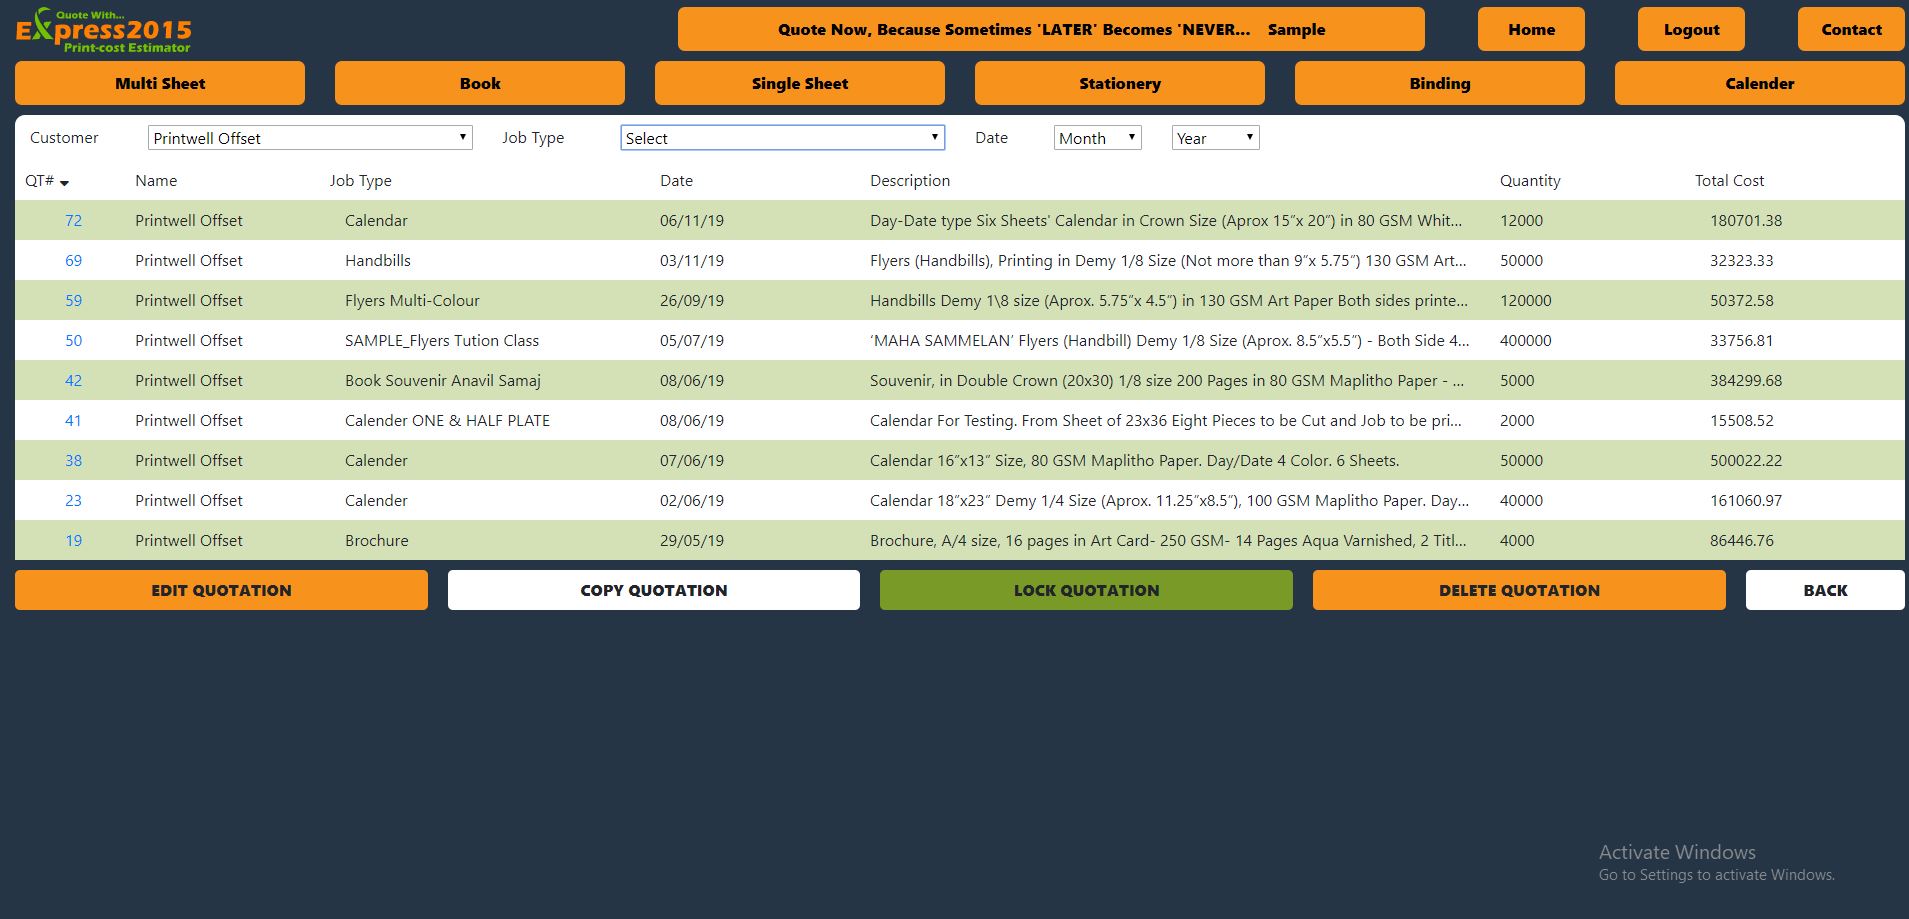 Quote With...
Express2015
Print-cost Estimator
Quote Now, Because Sometimes 'LATER' Becomes 'NEVER... Sample
Home
Logout
Contact
Multi Sheet
Book
Single Sheet
Stationery
Binding
Calender
Customer Printwell Offset Job Type Select Date Month Year
QT# Name Job Type Date Description Quantity Total Cost
72 Printwell Offset Calendar 06/11/19 Day-Date type Six Sheets' Calendar in Crown Size (Aprox 15”x 20”) in 80 GSM Whit... 12000 180701.38
69 Printwell Offset Handbills 03/11/19 Flyers (Handbills), Printing in Demy 1/8 Size (Not more than 9”x 5.75”) 130 GSM Art... 50000 32323.33
59 Printwell Offset Flyers Multi-Colour 26/09/19 Handbills Demy 1\8 size (Aprox. 5.75”x 4.5”) in 130 GSM Art Paper Both sides printe... 120000 50372.58
50 Printwell Offset SAMPLE_Flyers Tution Class 05/07/19 ‘MAHA SAMMELAN’ Flyers (Handbill) Demy 1/8 Size (Aprox. 8.5”x5.5”) - Both Side 4... 400000 33756.81
42 Printwell Offset Book Souvenir Anavil Samaj 08/06/19 Souvenir, in Double Crown (20x30) 1/8 size 200 Pages in 80 GSM Maplitho Paper - ... 5000 384299.68
41 Printwell Offset Calender ONE & HALF PLATE 08/06/19 Calendar For Testing. From Sheet of 23x36 Eight Pieces to be Cut and Job to be pri... 2000 15508.52
38 Printwell Offset Calender 07/06/19 Calendar 16”x13” Size, 80 GSM Maplitho Paper. Day/Date 4 Color. 6 Sheets. 50000 500022.22
23 Printwell Offset Calender 02/06/19 Calendar 18”x23” Demy 1/4 Size (Aprox. 11.25”x8.5”), 100 GSM Maplitho Paper. Day... 40000 161060.97
19 Printwell Offset Brochure 29/05/19 Brochure, A/4 size, 16 pages in Art Card- 250 GSM- 14 Pages Aqua Varnished, 2 Titl... 4000 86446.76
EDIT QUOTATION
COPY QUOTATION
LOCK QUOTATION
DELETE QUOTATION
BACK
Activate Windows
Go to Settings to activate Windows.